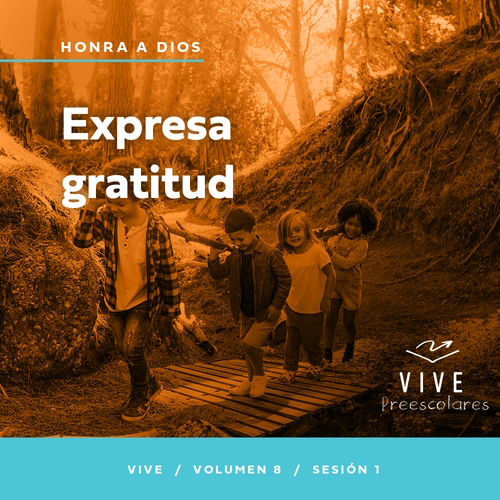 HONRA A DIOS
Expresa
gratitud
VIVE
Preescolares
VIVE / VOLUMEN 8 / SESIÓN 1